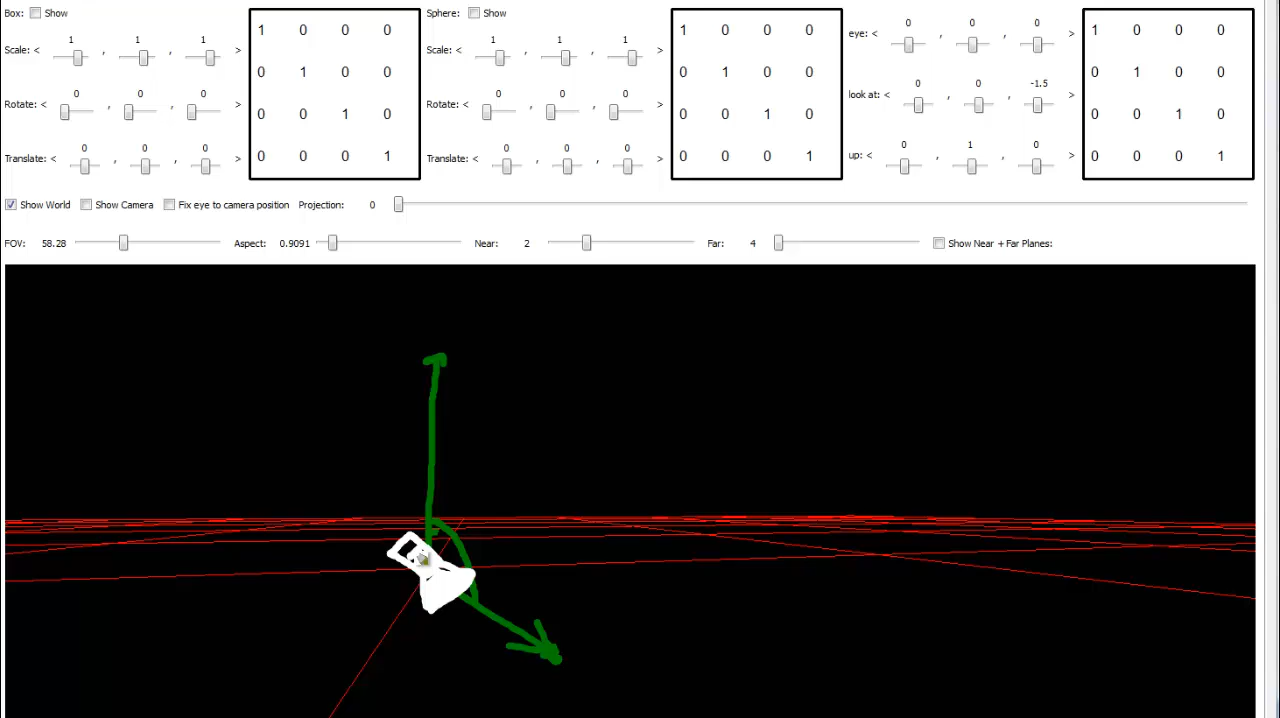 Box: Show
Scale: < 1 , 1 , 1 >
Rotate: < 0 , 0 , 0 >
Translate: < 0 , 0 , 0 >
1 0 0 0
0 1 0 0
0 0 1 0
0 0 0 1
Sphere: Show
Scale: < 1 , 1 , 1 >
Rotate: < 0 , 0 , 0 >
Translate: < 0 , 0 , 0 >
1 0 0 0
0 1 0 0
0 0 1 0
0 0 0 1
eye: < 0 , 0 , 0 >
look at: < 0 , 0 , -1.5 >
up: < 0 , 1 , 0 >
1 0 0 0
0 1 0 0
0 0 1 0
0 0 0 1
Show World Show Camera Fix eye to camera position Projection: 0
FOV: 58.28 Aspect: 0.9091 Near: 2 Far: 4 Show Near +Far Planes: